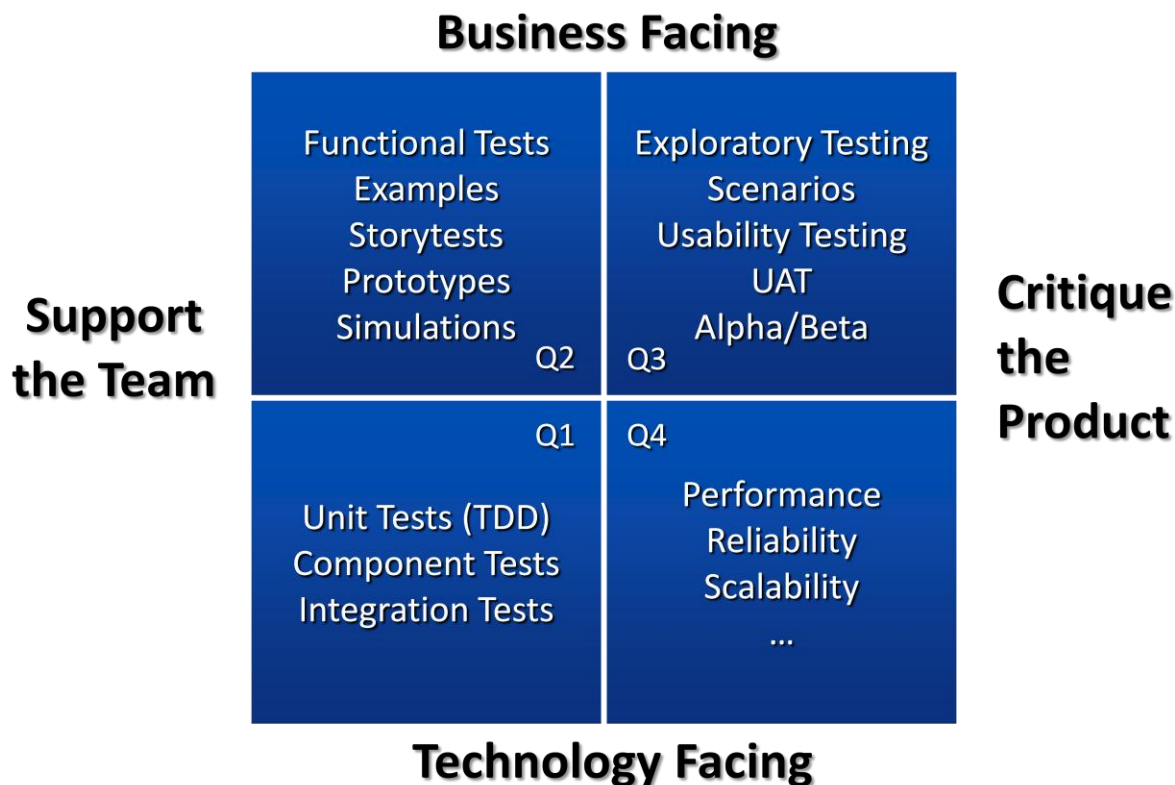 Business Facing
Functional Tests
Examples
Storytests
Prototypes
Simulations
Q2
Exploratory Testing
Scenarios
Usability Testing
UAT
Alpha/Beta
Q3
Support
the Team
Critique
the
Product
Q1
Unit Tests (TDD)
Component Tests
Integration Tests
Q4
Performance
Reliability
Scalability
...
Technology Facing